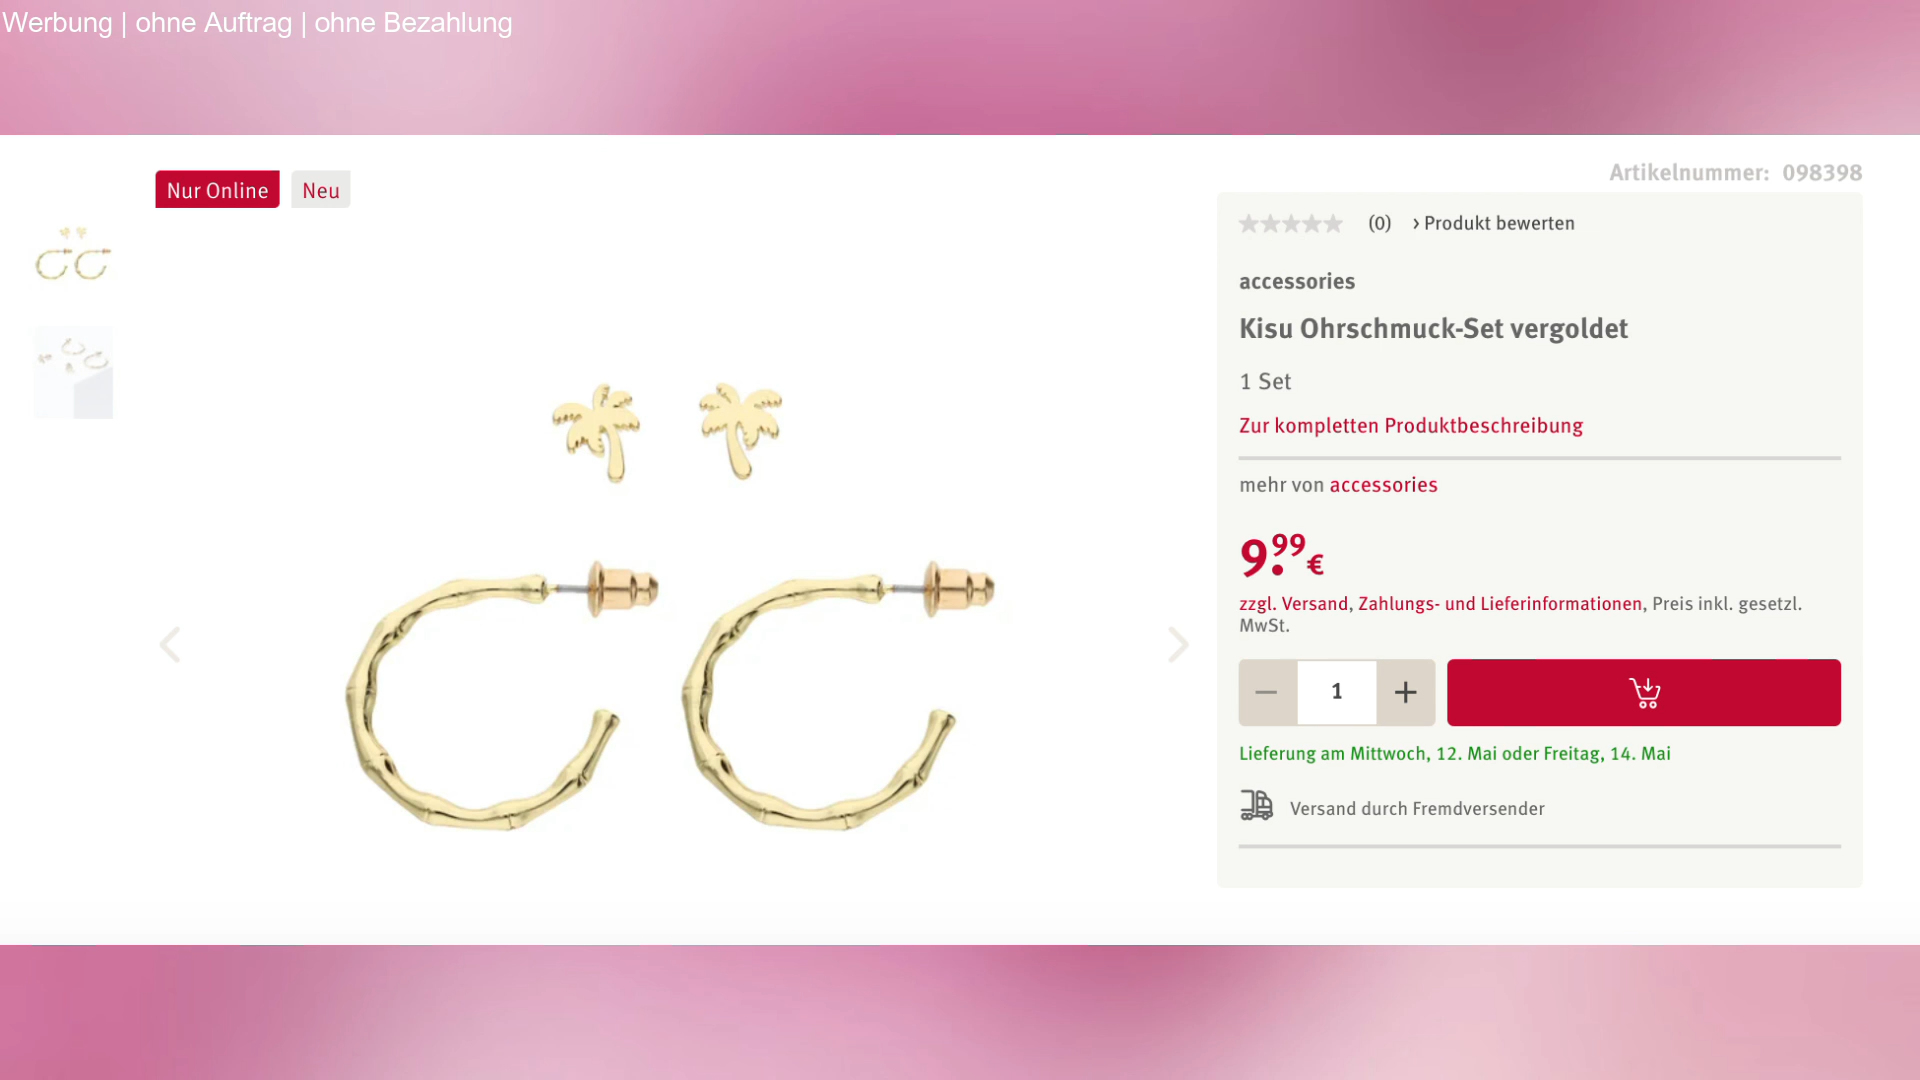 Werbung | ohne Auftrag | ohne Bezahlung
Nur Online
Neu
Artikelnummer: 098398
(0) › Produkt bewerten
accessories
Kisu Ohrschmuck-Set vergoldet
1 Set
Zur kompletten Produktbeschreibung
mehr von accessories
9.99€
zzgl. Versand, Zahlungs- und Lieferinformationen, Preis inkl. gesetzl.
MwSt.
− 1 +
Lieferung am Mittwoch, 12. Mai oder Freitag, 14. Mai
Versand durch Fremdversender